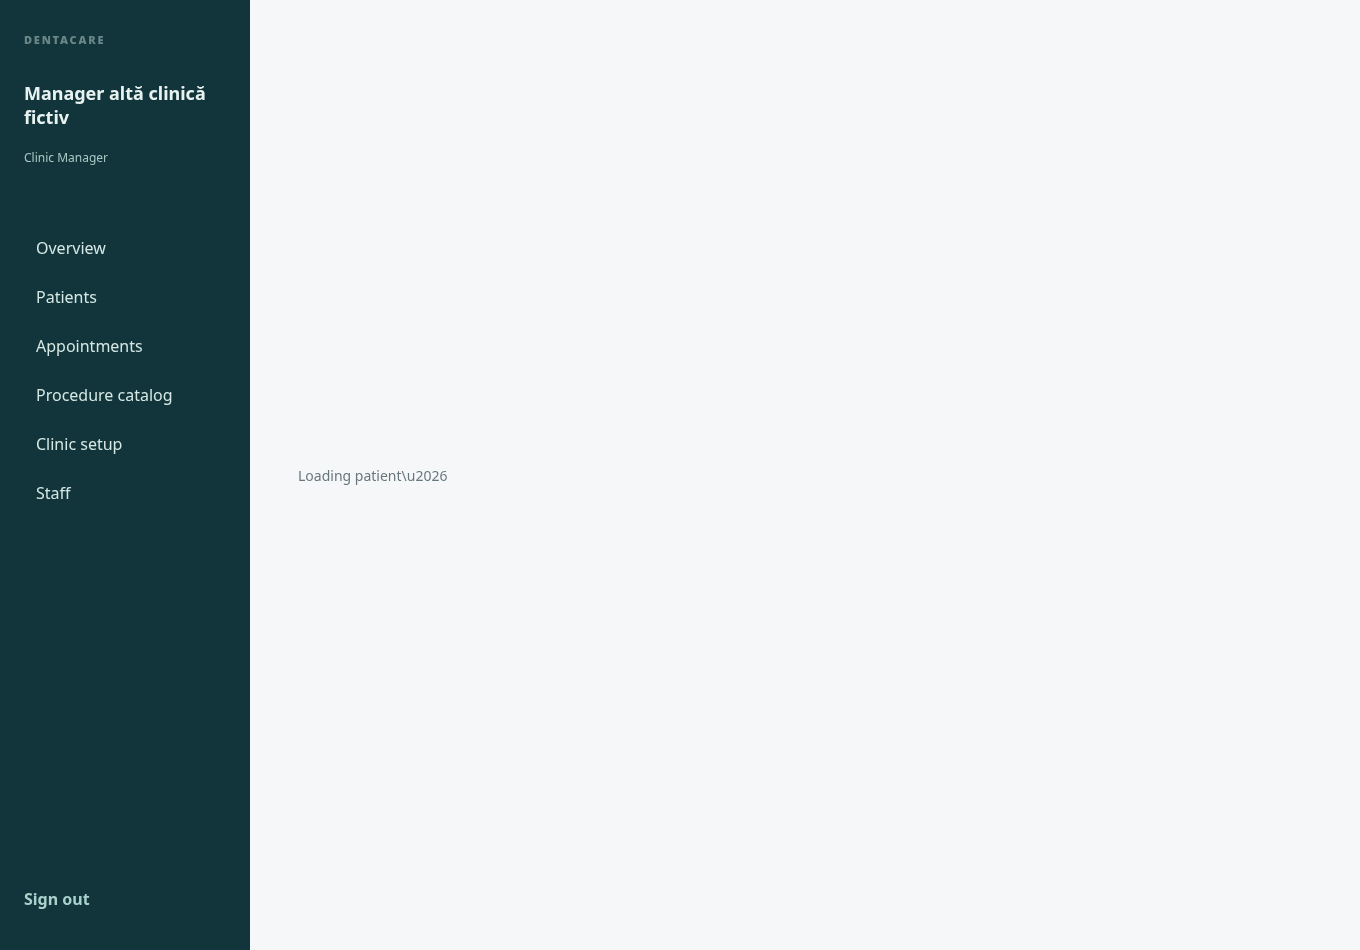 DENTACARE
Manager altă clinică
fictiv
Clinic Manager
Overview
Patients
Appointments
Procedure catalog
Clinic setup
Staff
Loading patient\u2026
Sign out